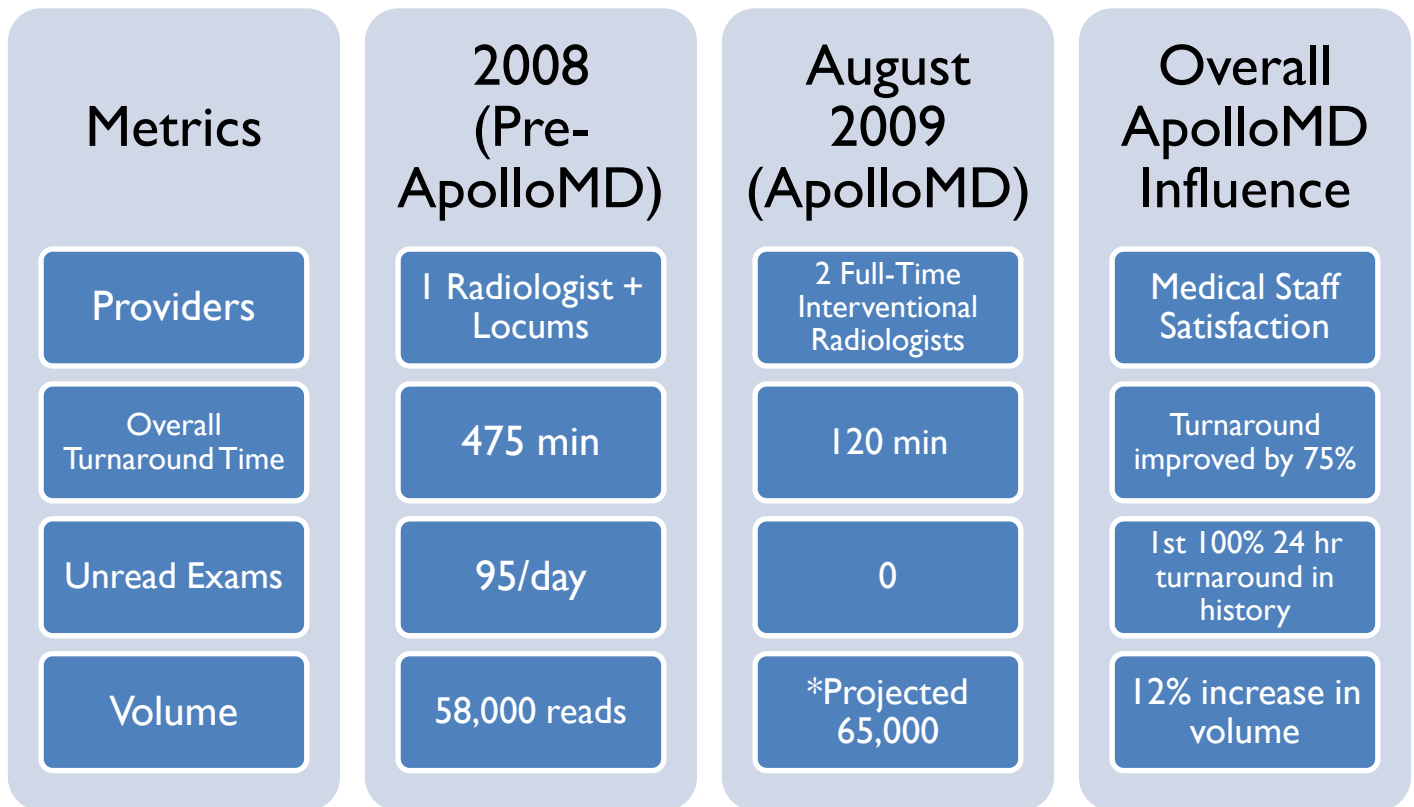 Metrics
Providers
Overall
Turnaround Time
Unread Exams
Volume
2008
(Pre-
ApolloMD)
1 Radiologist +
Locums
475 min
95/day
58,000 reads
August
2009
(ApolloMD)
2 Full-Time
Interventional
Radiologists
120 min
0
*Projected
65,000
Overall
ApolloMD
Influence
Medical Staff
Satisfaction
Turnaround
improved by 75%
1st 100% 24 hr
turnaround in
history
12% increase in
volume